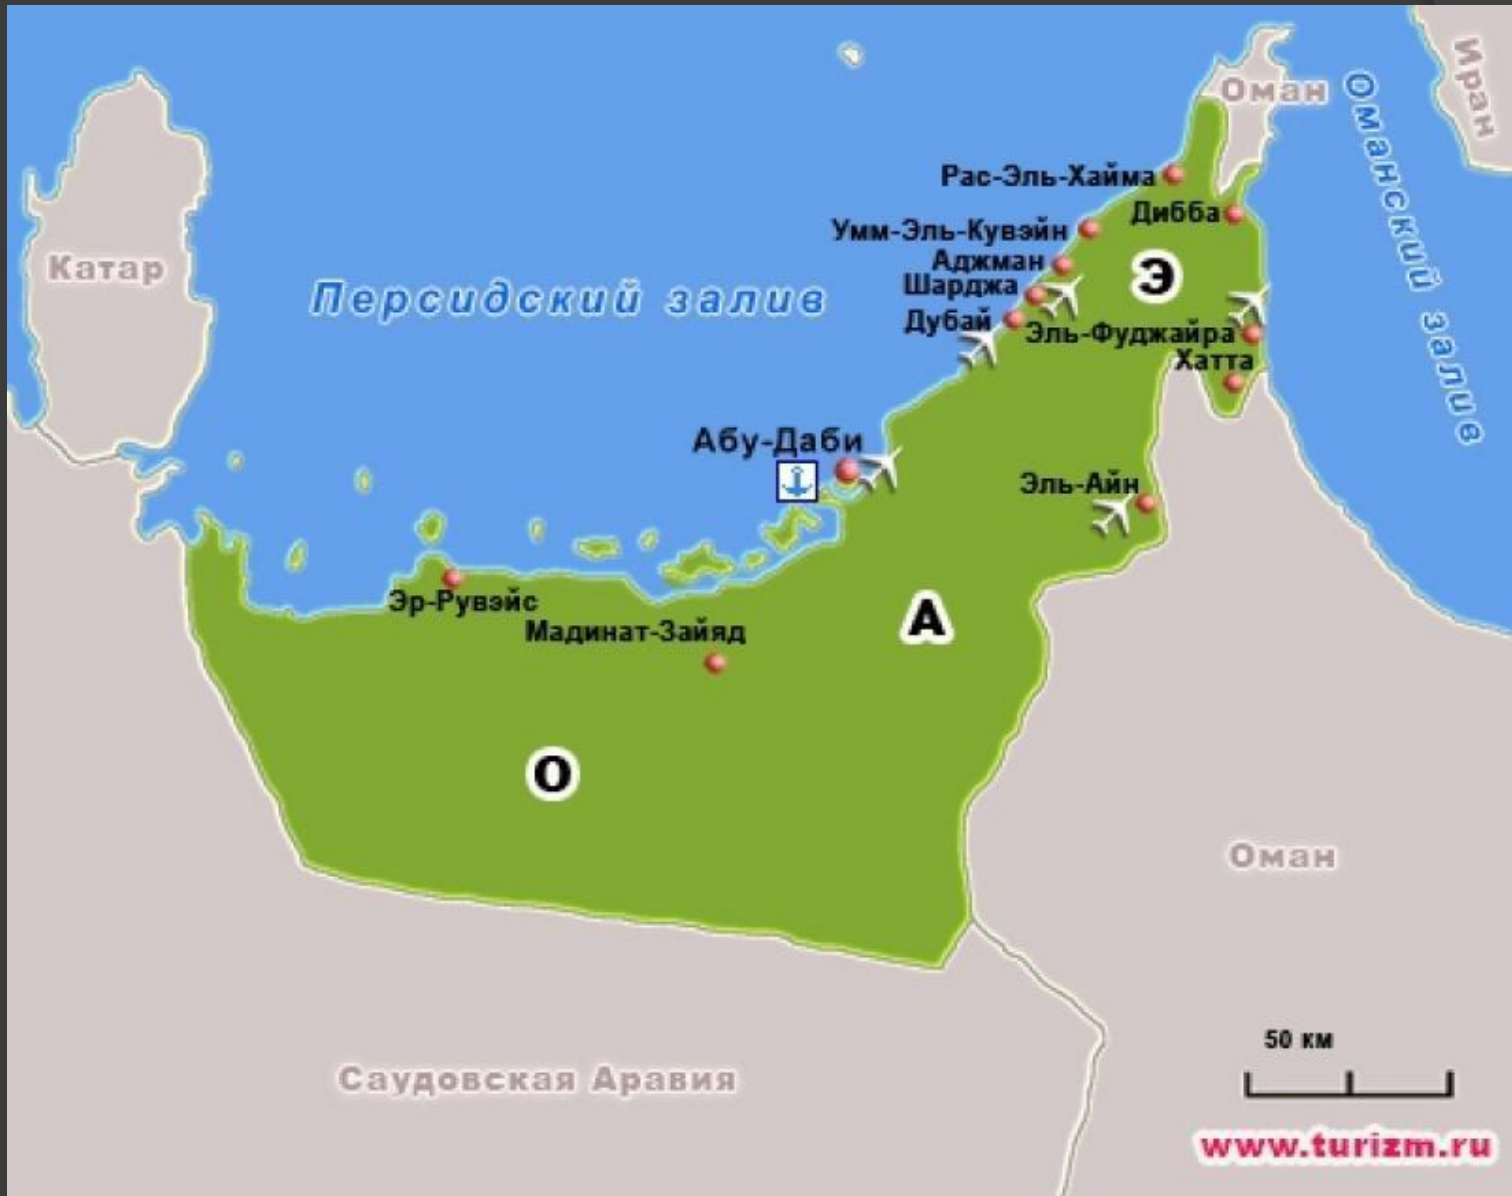 Иран
Оман
Оманский залив
Рас-Эль-Хайма
Дибба
Умм-Эль-Кувэйн
Аджман
Э
Катар
Шарджа
Персидский залив
Дубай
Эль-Фуджайра
Хатта
Абу-Даби
Эль-Айн
Эр-Рувэйс
А
Мадинат-Зайяд
О
Оман
50 км
Саудовская Аравия
www.turizm.ru